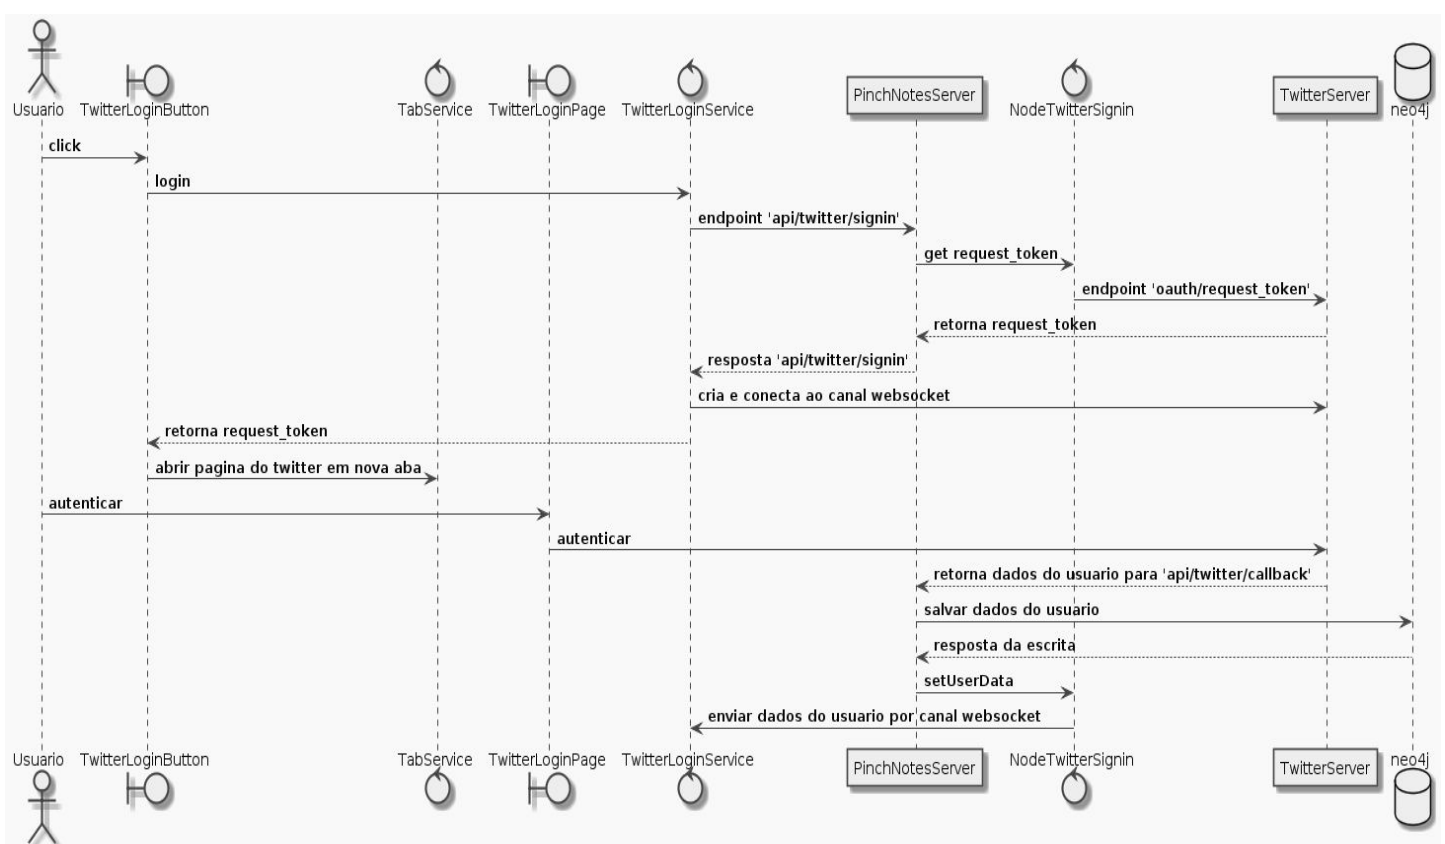 Usuario TwitterLoginButton TabService TwitterLoginPage TwitterLoginService PinchNotesServer NodeTwitterSignin TwitterServer neo4j
click
login
endpoint 'api/twitter/signin'
get request_token
endpoint 'oauth/request_token'
retorna request_token
resposta 'api/twitter/signin'
cria e conecta ao canal websocket
retorna request_token
abrir pagina do twitter em nova aba
autenticar
autenticar
retorna dados do usuario para 'api/twitter/callback'
salvar dados do usuario
resposta da escrita
setUserData
enviar dados do usuario por canal websocket
Usuario TwitterLoginButton TabService TwitterLoginPage TwitterLoginService PinchNotesServer NodeTwitterSignin TwitterServer neo4j